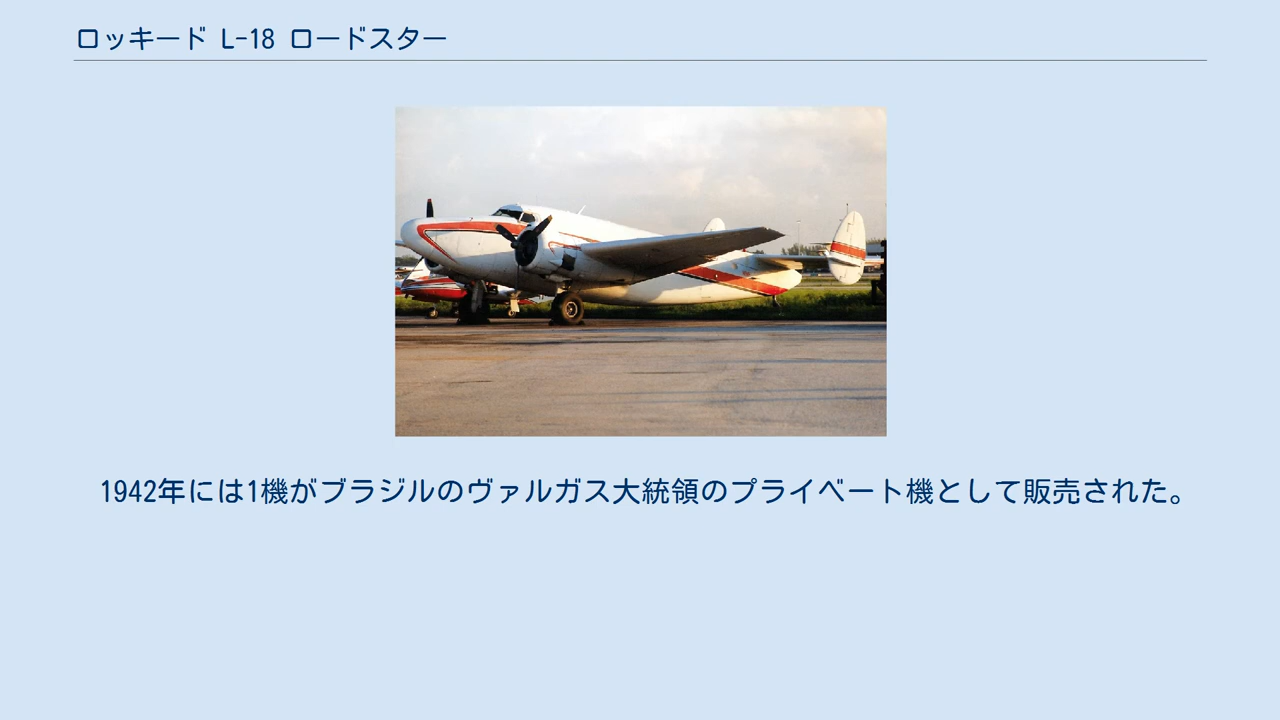 ロッキード L-18 ロードスター
1942年には1機がブラジルのヴァルガス大統領のプライベート機として販売された。